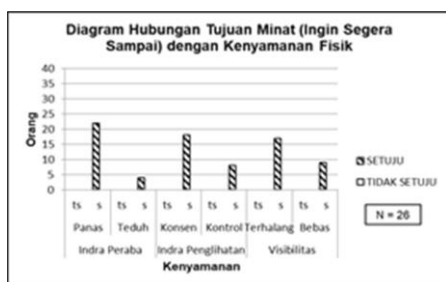 Diagram Hubungan Tujuan Minat (Ingin Segera
Sampai) dengan Kenyamanan Fisik
40
35
30
25
20
15
10
5
0
Orang
ts s ts s ts s ts s ts s ts s
Panas Teduh Konsen Kontrol Terhalang Bebas
Indra Peraba Indra Penglihatan Visibilitas
Kenyamanan
SETUJU
TIDAK SETUJU
N = 26